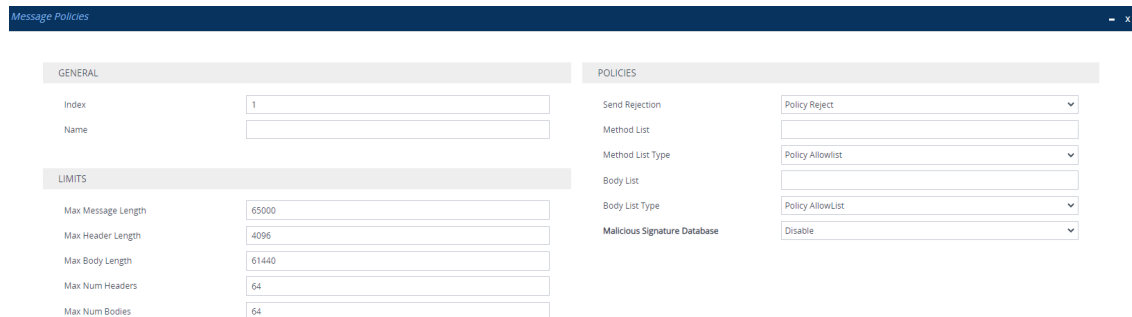 Message Policies
– x
GENERAL
Index 1
Name
LIMITS
Max Message Length 65000
Max Header Length 4096
Max Body Length 61440
Max Num Headers 64
Max Num Bodies 64
POLICIES
Send Rejection Policy Reject
Method List
Method List Type Policy Allowlist
Body List
Body List Type Policy AllowList
Malicious Signature Database Disable